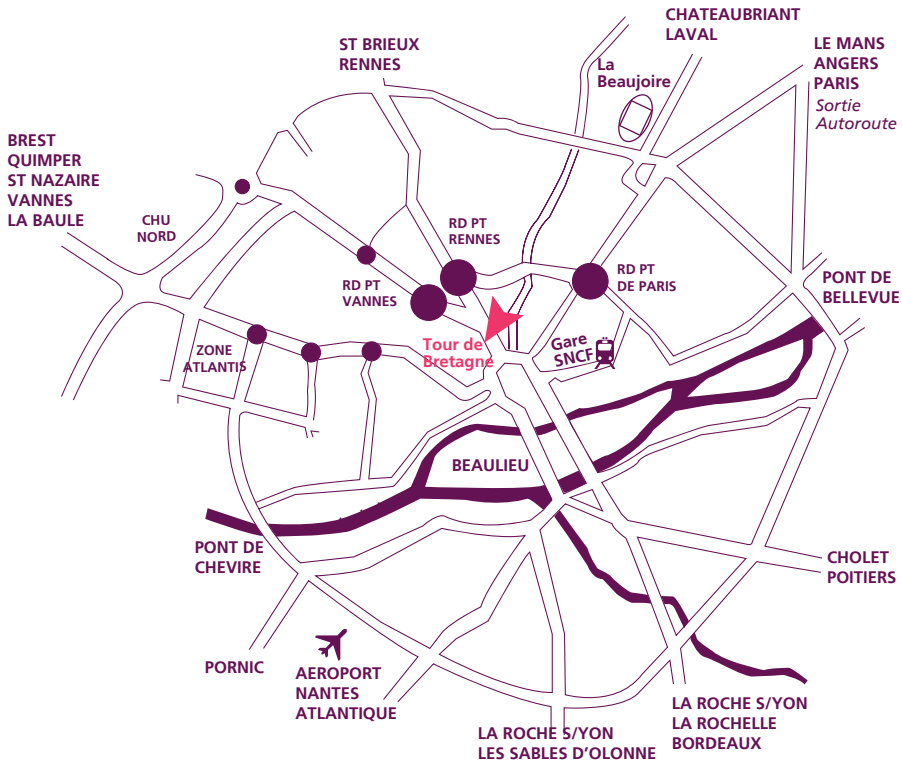 CHATEAUBRIANT
LAVAL
ST BRIEUX
RENNES
La
Beaujoire
LE MANS
ANGERS
PARIS
Sortie
Autoroute
BREST
QUIMPER
ST NAZAIRE
VANNES
LA BAULE
CHU
NORD
RD PT
RENNES
RD PT
VANNES
RD PT
DE PARIS
PONT DE
BELLEVUE
ZONE
ATLANTIS
Tour de
Bretagne
Gare
SNCF
BEAULIEU
PONT DE
CHEVIRE
CHOLET
POITIERS
PORNIC
AEROPORT
NANTES
ATLANTIQUE
LA ROCHE S/YON
LES SABLES D'OLONNE
LA ROCHE S/YON
LA ROCHELLE
BORDEAUX